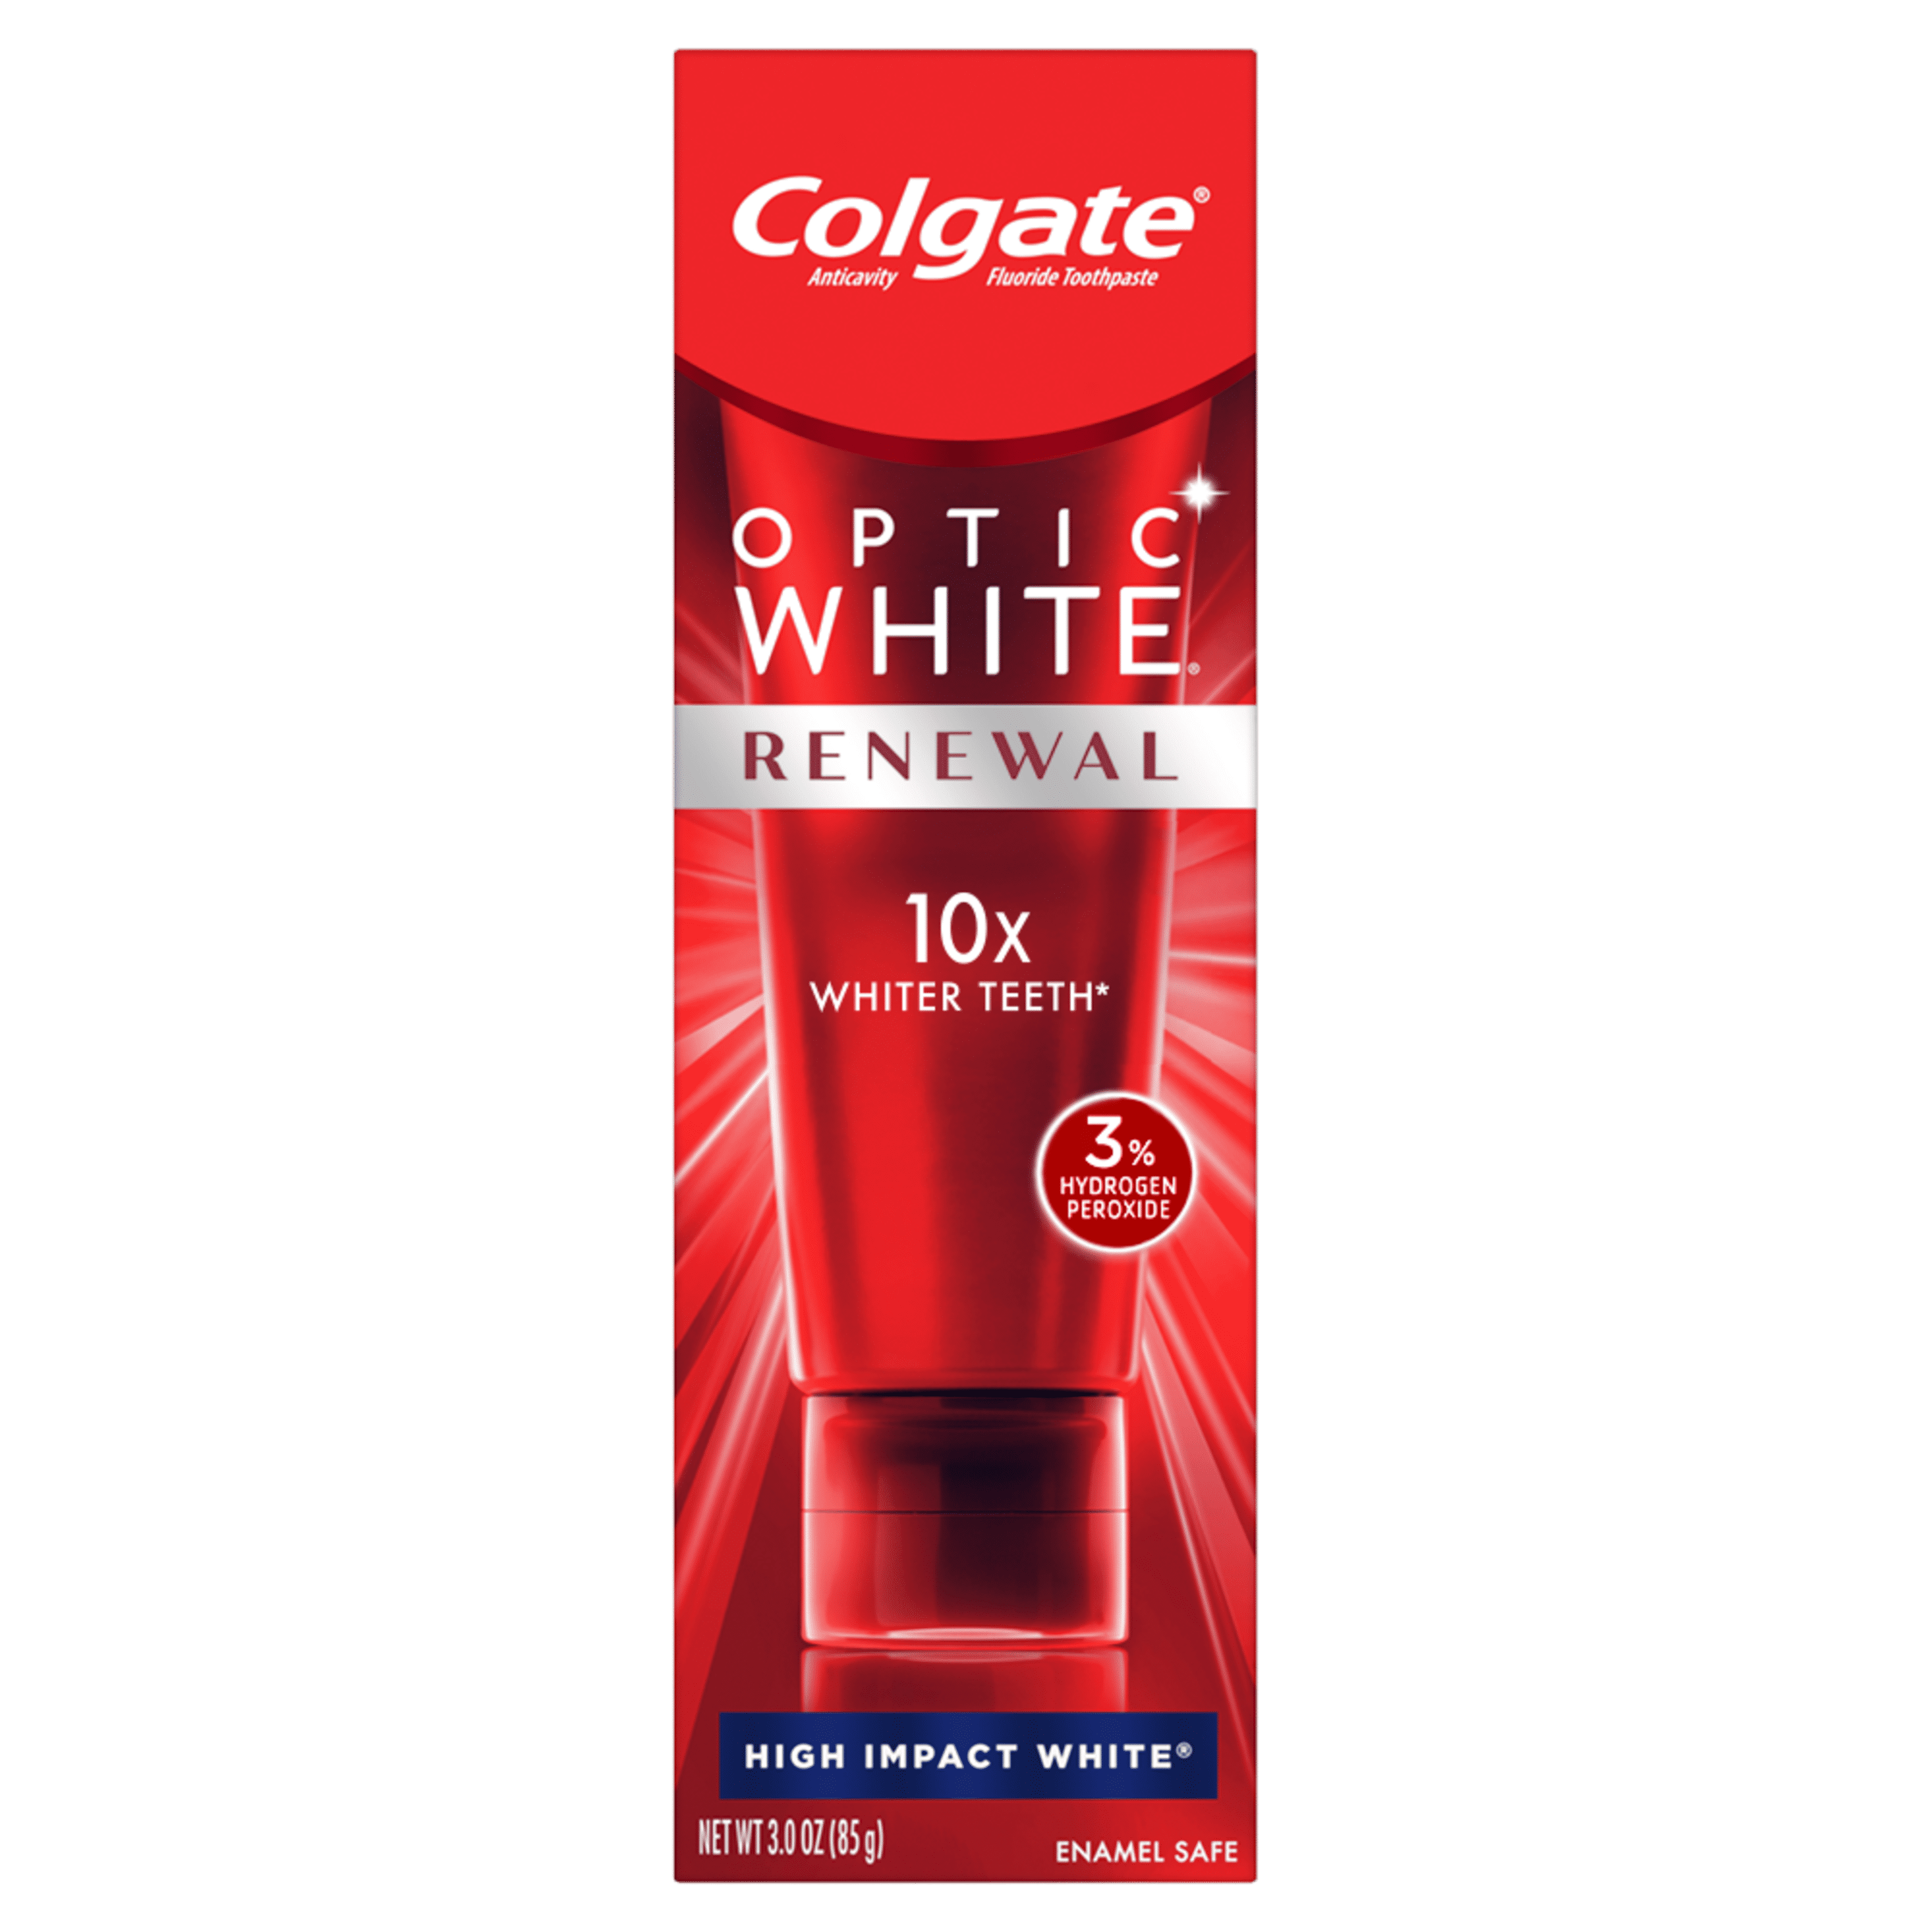 Colgate®
Anticavity Fluoride Toothpaste
OPTIC
WHITE®
RENEWAL
10x
WHITER TEETH*
3%
HYDROGEN
PEROXIDE
HIGH IMPACT WHITE®
NET WT 3.0 OZ (85 g)
ENAMEL SAFE